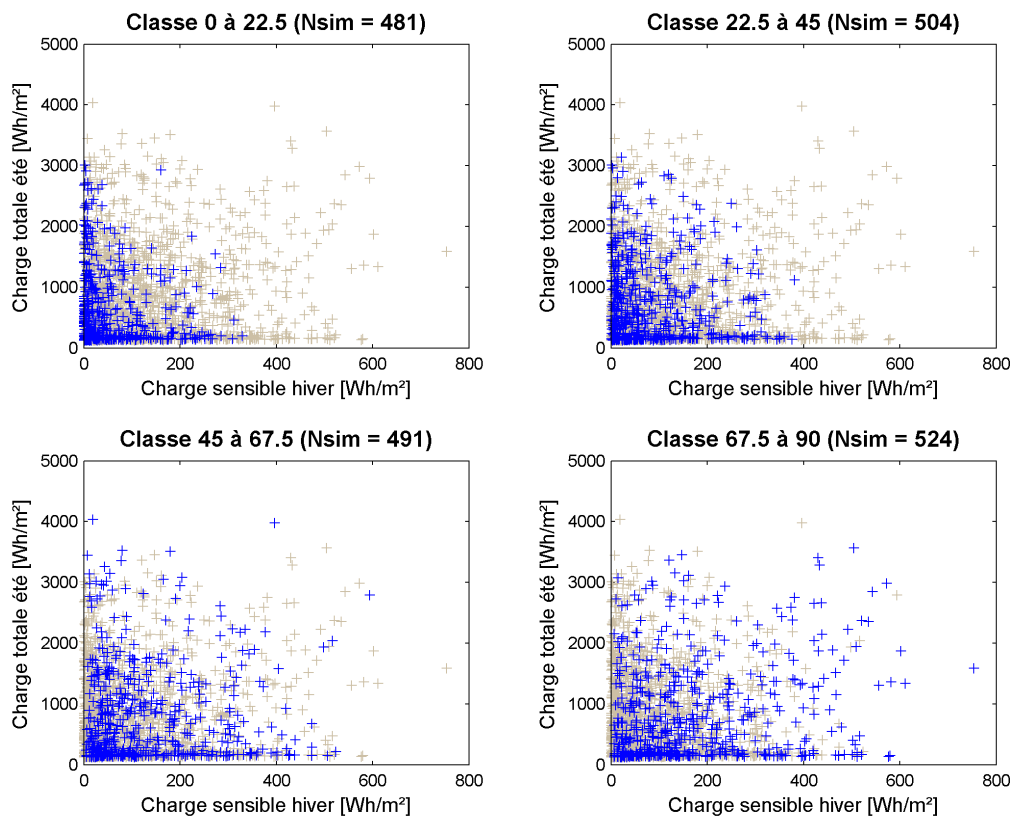 Classe 0 à 22.5 (Nsim = 481)
5000
4000
3000
2000
1000
0
Charge totale été [Wh/m²]
0 200 400 600 800
Charge sensible hiver [Wh/m²]
Classe 22.5 à 45 (Nsim = 504)
5000
4000
3000
2000
1000
0
Charge totale été [Wh/m²]
0 200 400 600 800
Charge sensible hiver [Wh/m²]
Classe 45 à 67.5 (Nsim = 491)
5000
4000
3000
2000
1000
0
Charge totale été [Wh/m²]
0 200 400 600 800
Charge sensible hiver [Wh/m²]
Classe 67.5 à 90 (Nsim = 524)
5000
4000
3000
2000
1000
0
Charge totale été [Wh/m²]
0 200 400 600 800
Charge sensible hiver [Wh/m²]